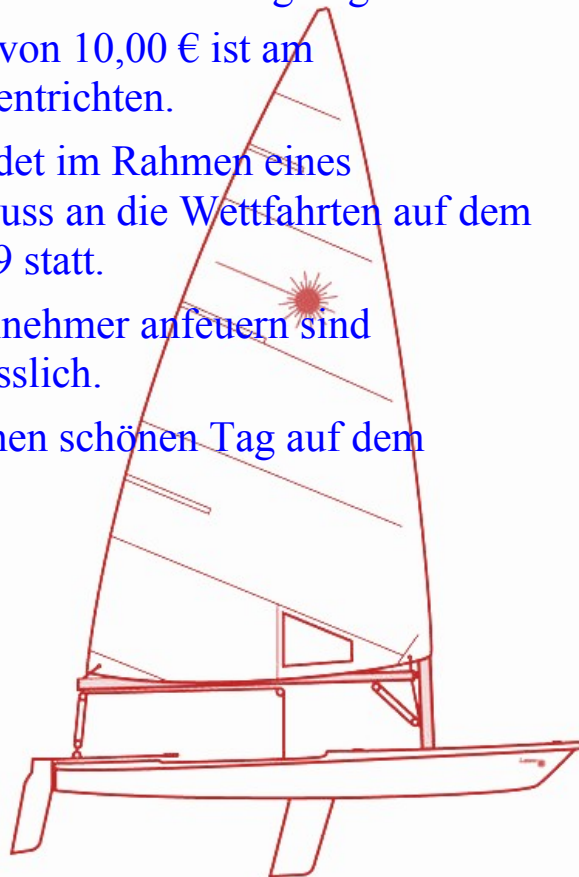 von 10,00 € ist am
entrichten.
det im Rahmen eines
uss an die Wettfahrten auf dem
9 statt.
nehmer anfeuern sind
sslich.
nen schönen Tag auf dem
Laser